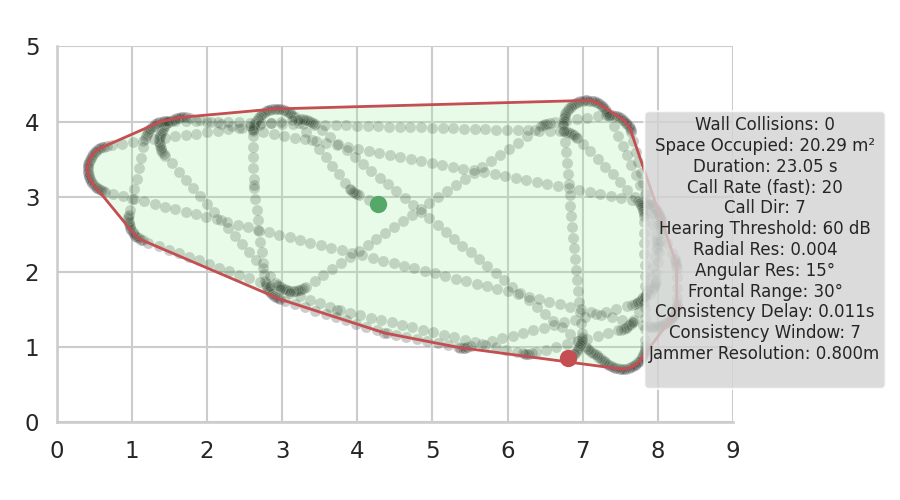 5
4
3
2
1
0
0 1 2 3 4 5 6 7 8 9
Wall Collisions: 0
Space Occupied: 20.29 m²
Duration: 23.05 s
Call Rate (fast): 20
Call Dir: 7
Hearing Threshold: 60 dB
Radial Res: 0.004
Angular Res: 15°
Frontal Range: 30°
Consistency Delay: 0.011s
Consistency Window: 7
Jammer Resolution: 0.800m